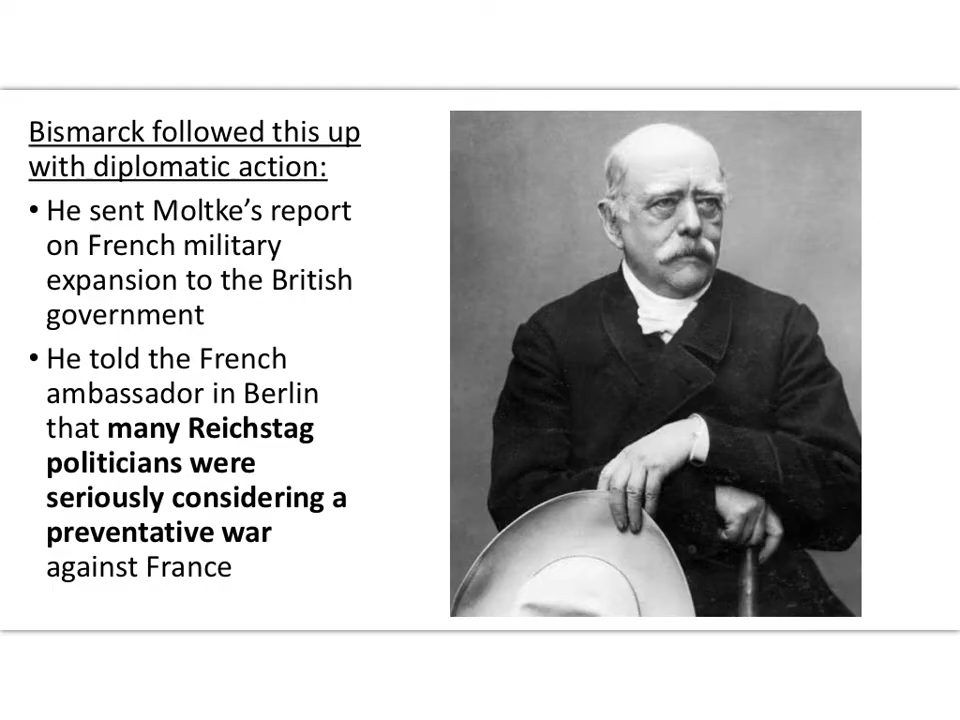 Bismarck followed this up
with diplomatic action:
• He sent Moltke’s report
on French military
expansion to the British
government
• He told the French
ambassador in Berlin
that many Reichstag
politicians were
seriously considering a
preventative war
against France